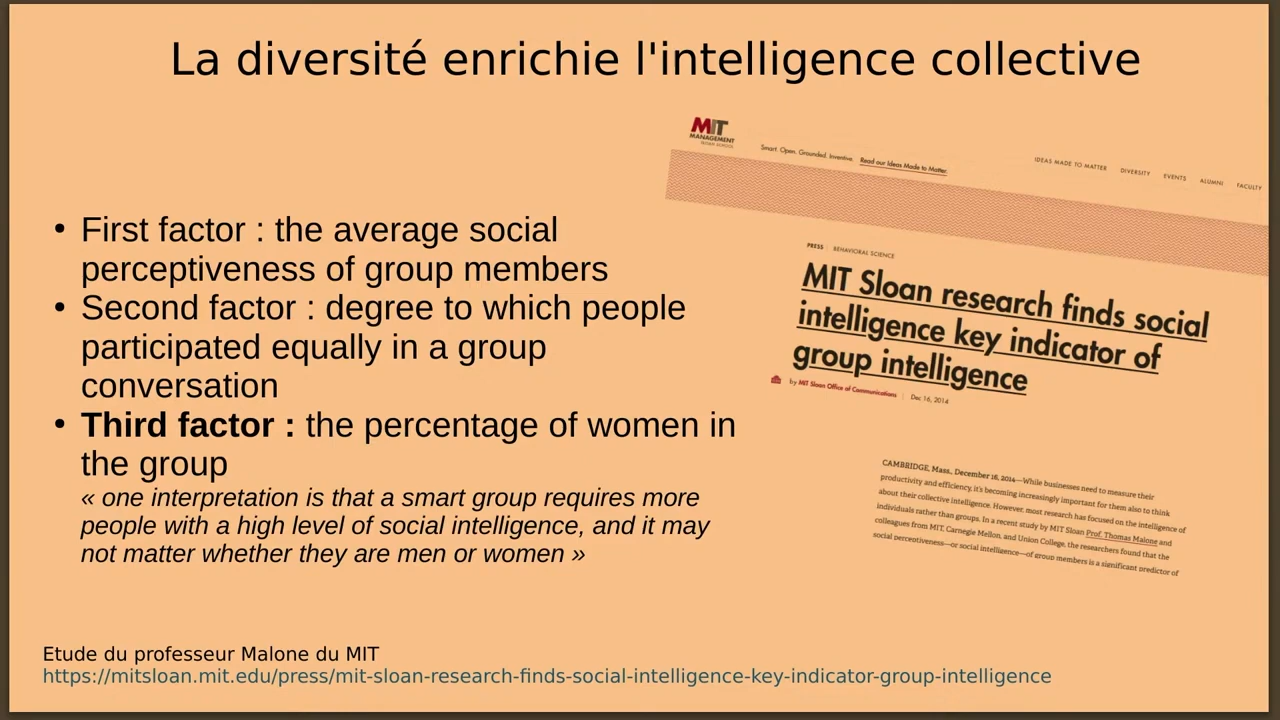 La diversité enrichie l'intelligence collective
MIT
MANAGEMENT
SLOAN SCHOOL
Smart. Open. Grounded. Inventive. Read our Ideas Made to Matter.
IDEAS MADE TO MATTER DIVERSITY EVENTS ALUMNI FACULTY
• First factor : the average social
perceptiveness of group members
• Second factor : degree to which people
participated equally in a group
conversation
• Third factor : the percentage of women in
the group
« one interpretation is that a smart group requires more
people with a high level of social intelligence, and it may
not matter whether they are men or women »
PRESS | BEHAVIORAL SCIENCE
MIT Sloan research finds social
intelligence key indicator of
group intelligence
by MIT Sloan Office of Communications | Dec 16, 2014
CAMBRIDGE, Mass., December 16, 2014—While businesses need to measure their
productivity and efficiency, it's becoming increasingly important for them also to think
about their collective intelligence. However, most research has focused on the intelligence of
individuals rather than groups. In a recent study by MIT Sloan Prof. Thomas Malone and
colleagues from MIT, Carnegie Mellon, and Union College, the researchers found that the
social perceptiveness—or social intelligence—of group members is a significant predictor of
Etude du professeur Malone du MIT
https://mitsloan.mit.edu/press/mit-sloan-research-finds-social-intelligence-key-indicator-group-intelligence